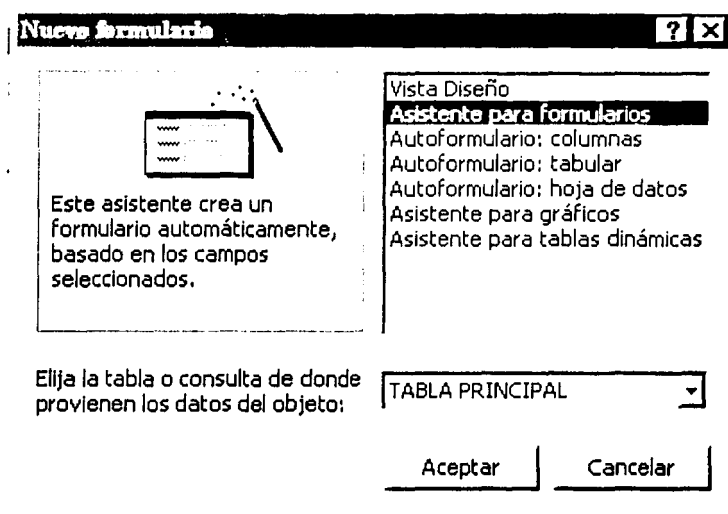 Nuevo formulario
Vista Diseño
Asistente para formularios
Autoformulario: columnas
Autoformulario: tabular
Autoformulario: hoja de datos
Asistente para gráficos
Asistente para tablas dinámicas
Este asistente crea un
formulario automáticamente,
basado en los campos
seleccionados.
Elija la tabla o consulta de donde
provienen los datos del objeto:
TABLA PRINCIPAL
Aceptar
Cancelar